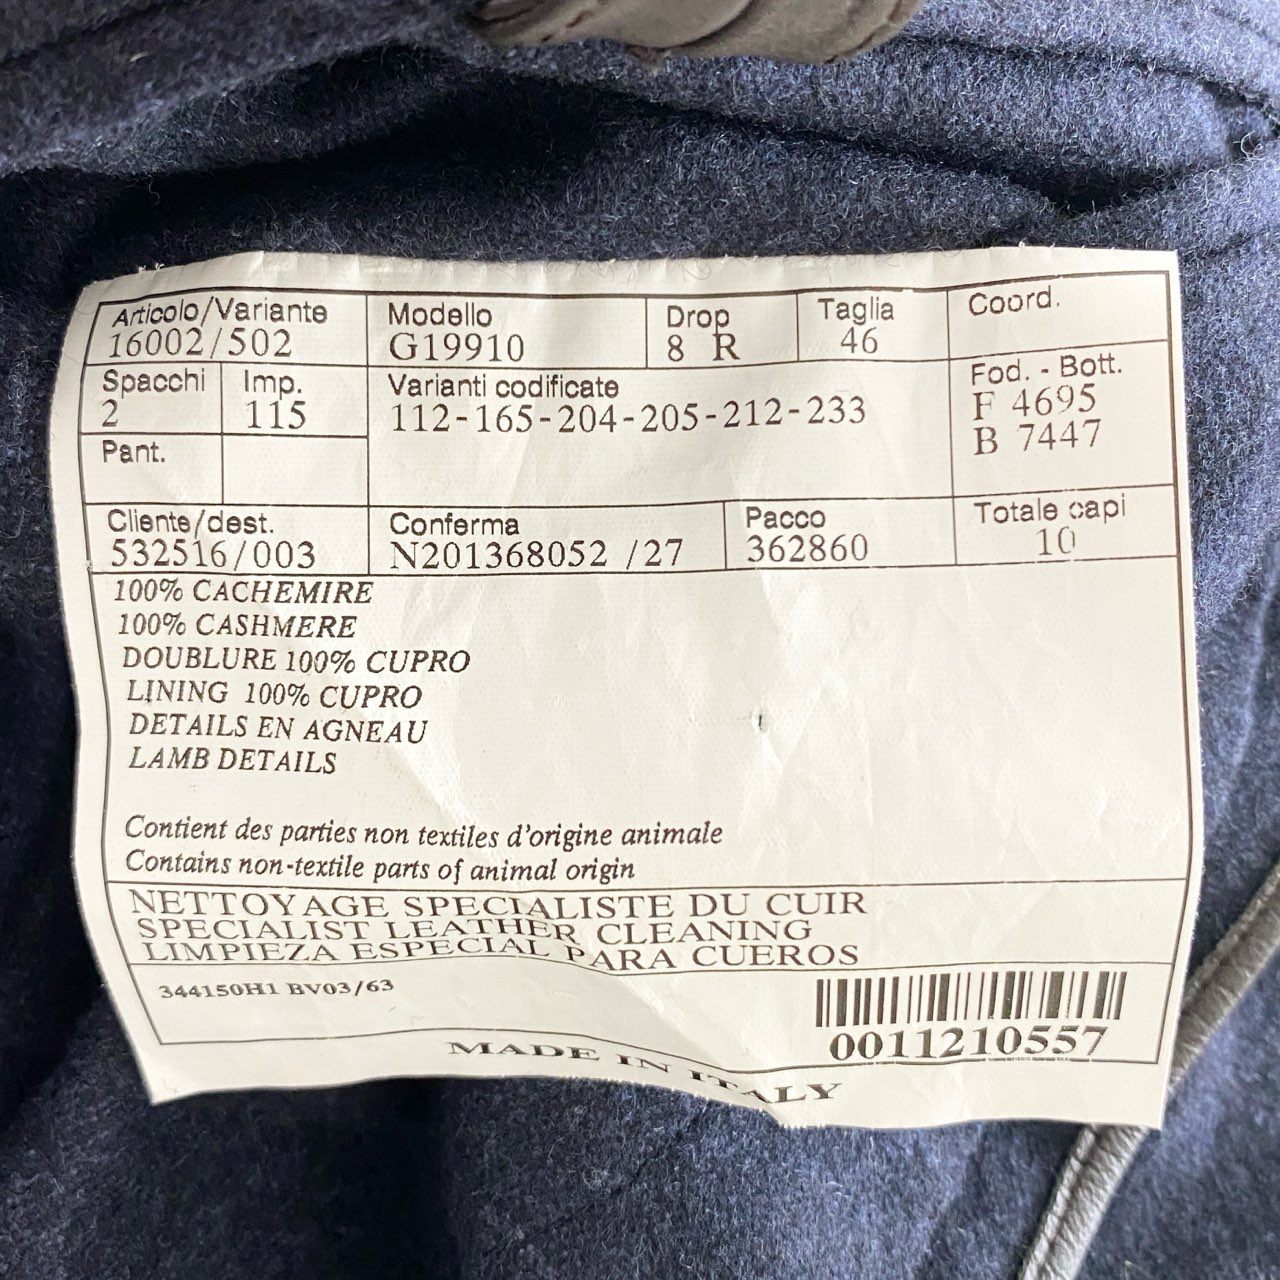 Articolo/Variante
16002/502
Modello
G19910
Drop
8 R
Taglia
46
Coord.
Spacchi
2
Imp.
115
Varianti codificate
112-165-204-205-212-233
Fod. - Bott.
F 4695
B 7447
Pant.
Cliente/dest.
532516/003
Conferma
N201368052 /27
Pacco
362860
Totale capi
10
100% CACHEMIRE
100% CASHMERE
DOUBLURE 100% CUPRO
LINING 100% CUPRO
DETAILS EN AGNEAU
LAMB DETAILS
Contient des parties non textiles d'origine animale
Contains non-textile parts of animal origin
NETTOYAGE SPECIALISTE DU CUIR
SPECIALIST LEATHER CLEANING
LIMPIEZA ESPECIAL PARA CUEROS
344150H1 BV03/63
0011210557
MADE IN ITALY